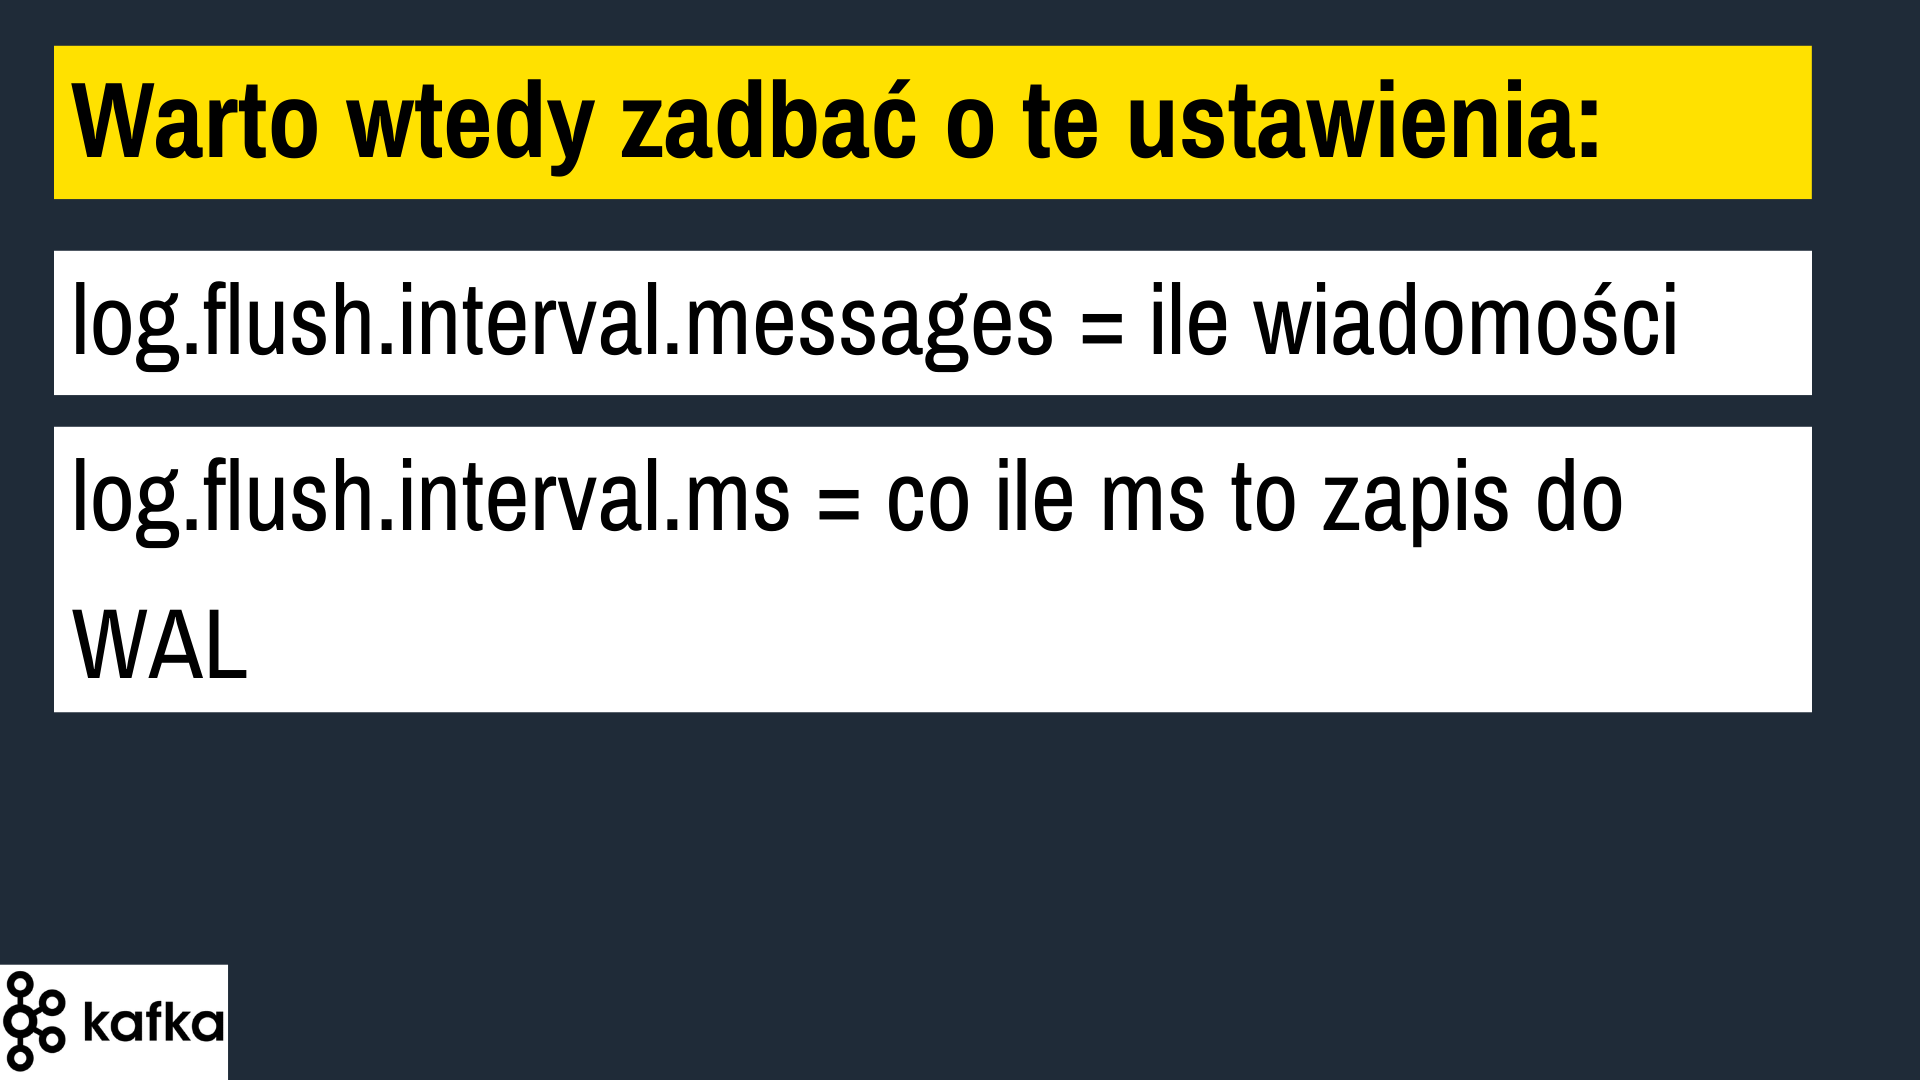 Warto wtedy zadbać o te ustawienia:
log.flush.interval.messages = ile wiadomości
log.flush.interval.ms = co ile ms to zapis do
WAL
kafka